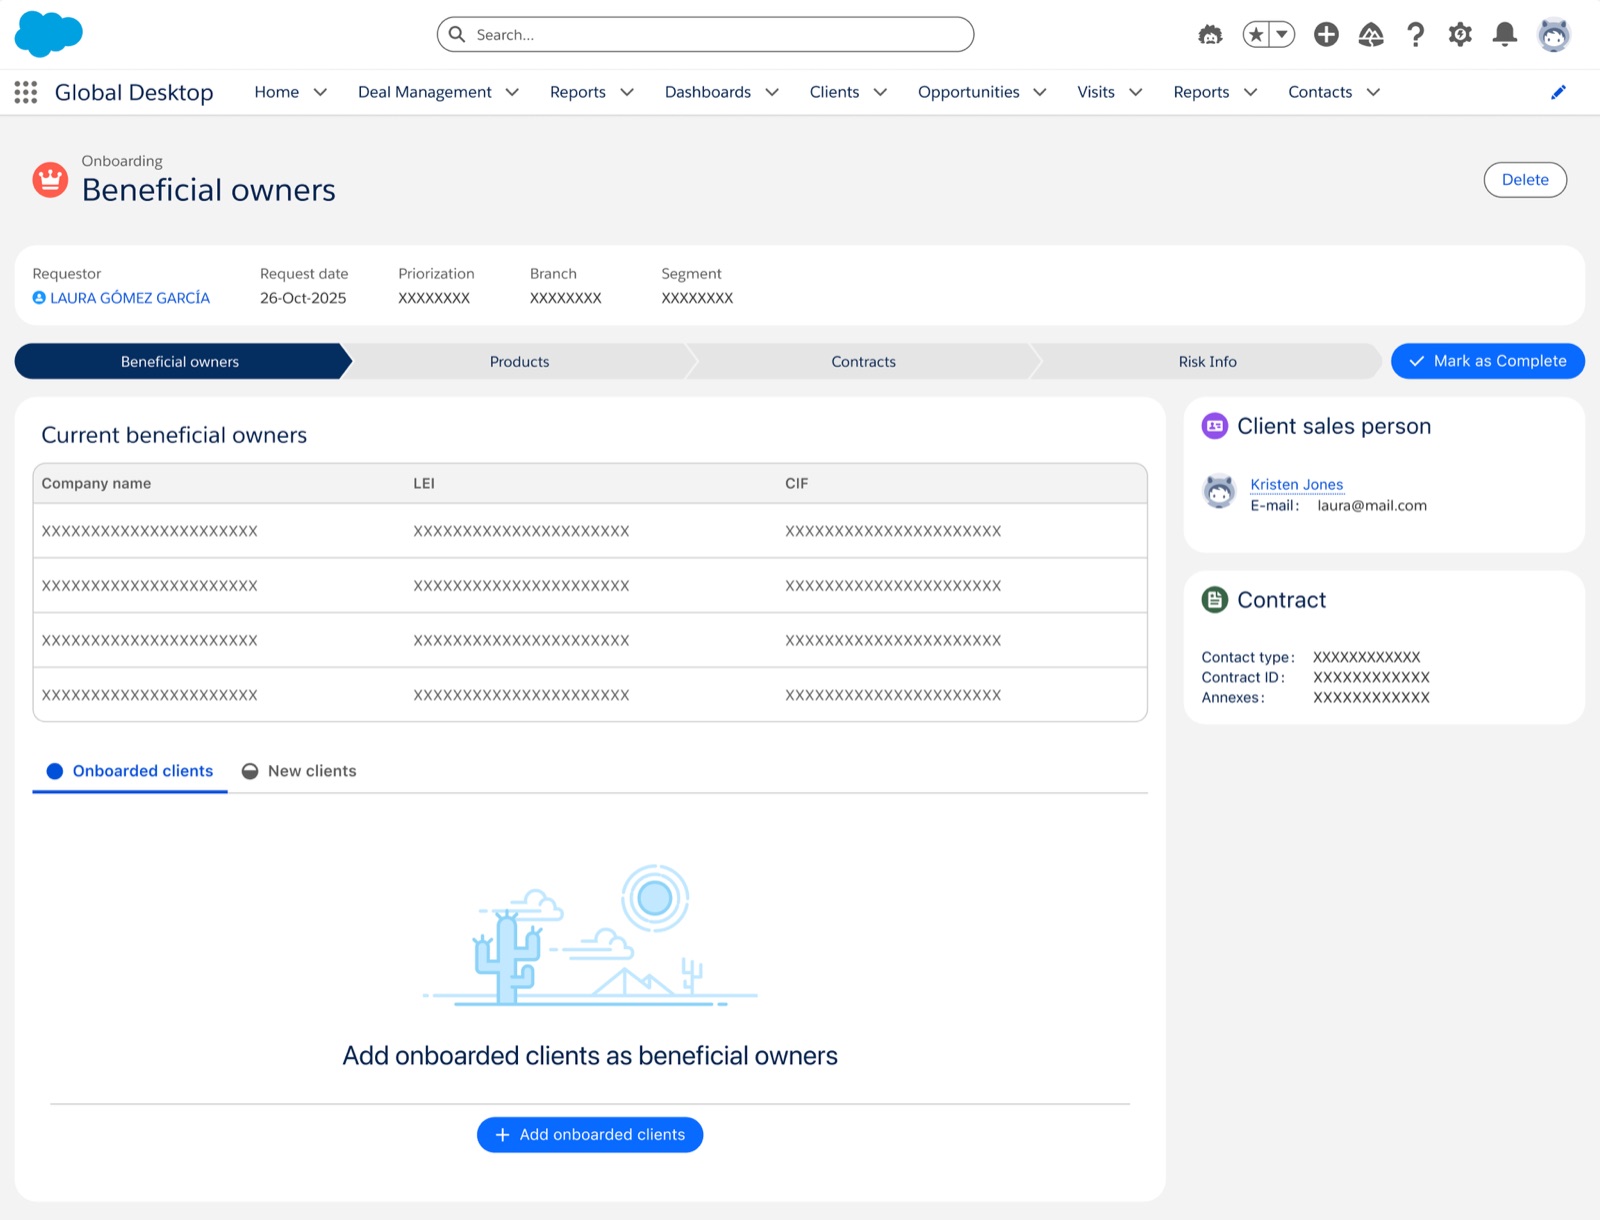 Search...
Global Desktop
Home
Deal Management
Reports
Dashboards
Clients
Opportunities
Visits
Reports
Contacts
Onboarding
Beneficial owners
Delete
Requestor
Request date
Priorization
Branch
Segment
LAURA GÓMEZ GARCÍA
26-Oct-2025
XXXXXXXX
XXXXXXXX
XXXXXXXX
Beneficial owners
Products
Contracts
Risk Info
Mark as Complete
Current beneficial owners
Company name LEI CIF
XXXXXXXXXXXXXXXXXXXXXX XXXXXXXXXXXXXXXXXXXXXX XXXXXXXXXXXXXXXXXXXXXX
XXXXXXXXXXXXXXXXXXXXXX XXXXXXXXXXXXXXXXXXXXXX XXXXXXXXXXXXXXXXXXXXXX
XXXXXXXXXXXXXXXXXXXXXX XXXXXXXXXXXXXXXXXXXXXX XXXXXXXXXXXXXXXXXXXXXX
XXXXXXXXXXXXXXXXXXXXXX XXXXXXXXXXXXXXXXXXXXXX XXXXXXXXXXXXXXXXXXXXXX
Onboarded clients
New clients
Add onboarded clients as beneficial owners
Add onboarded clients
Client sales person
Kristen Jones
E-mail: laura@mail.com
Contract
Contact type: XXXXXXXXXXXX
Contract ID: XXXXXXXXXXXXX
Annexes: XXXXXXXXXXXXX